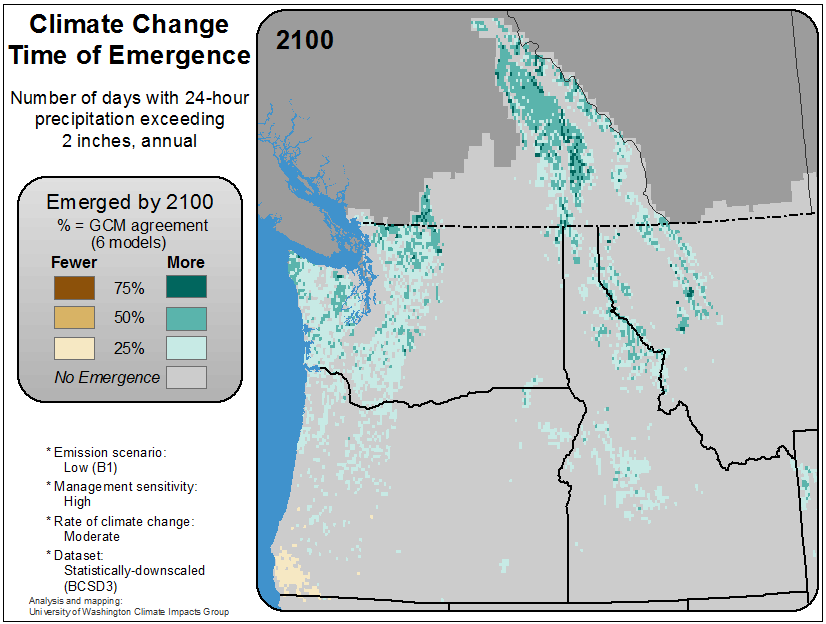 Climate Change
Time of Emergence
Number of days with 24-hour
precipitation exceeding
2 inches, annual
Emerged by 2100
% = GCM agreement
(6 models)
Fewer More
75%
50%
25%
No Emergence
* Emission scenario:
Low (B1)
* Management sensitivity:
High
* Rate of climate change:
Moderate
* Dataset:
Statistically-downscaled
(BCSD3)
Analysis and mapping:
University of Washington Climate Impacts Group
2100